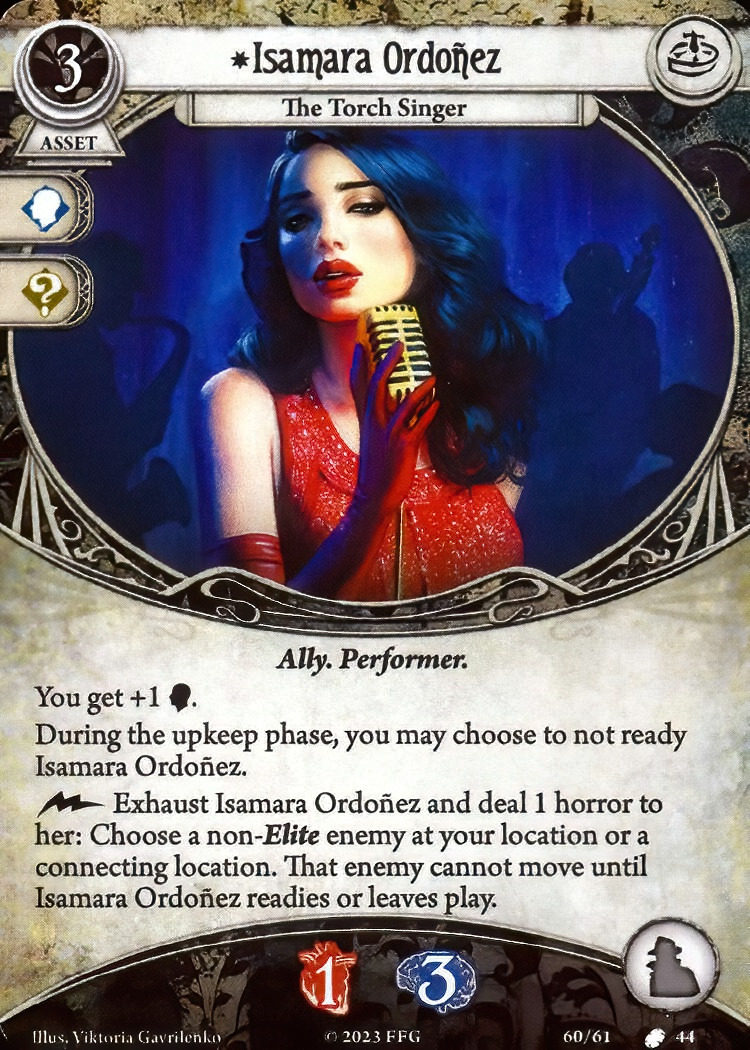 3
*Isamara Ordoñez
ASSET
The Torch Singer
?
Ally. Performer.
You get +1 .
During the upkeep phase, you may choose to not ready
Isamara Ordoñez.
Exhaust Isamara Ordoñez and deal 1 horror to
her: Choose a non-Elite enemy at your location or a
connecting location. That enemy cannot move until
Isamara Ordoñez readies or leaves play.
1 3
Illus. Viktoria Gavrilenko © 2023 FFG 60/61 44